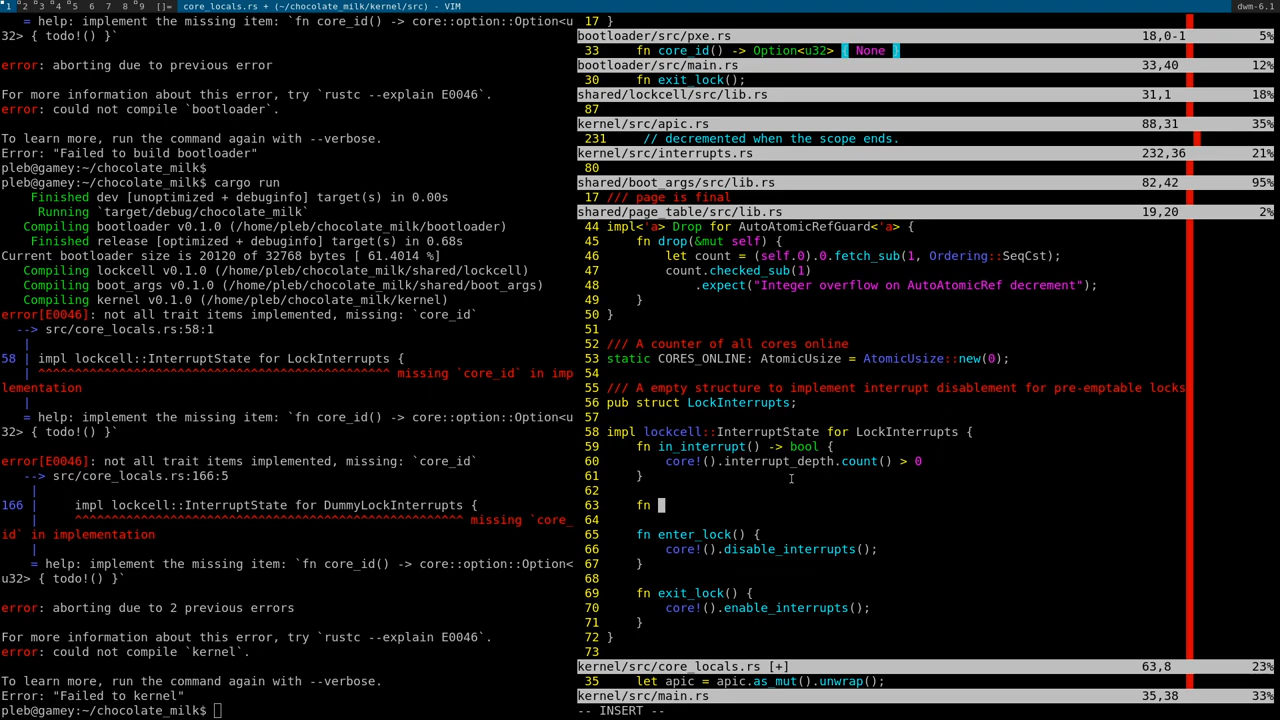 1 2 3 4 5 6 7 8 9 []= core_locals.rs + (~/chocolate_milk/kernel/src) - VIM dwm-6.1
= help: implement the missing item: `fn core_id() -> core::option::Option<u
32> { todo!() }`
error: aborting due to previous error
For more information about this error, try `rustc --explain E0046`.
error: could not compile `bootloader`.
To learn more, run the command again with --verbose.
Error: "Failed to build bootloader"
pleb@gamey:~/chocolate_milk$
pleb@gamey:~/chocolate_milk$ cargo run
Finished dev [unoptimized + debuginfo] target(s) in 0.00s
Running `target/debug/chocolate_milk`
Compiling bootloader v0.1.0 (/home/pleb/chocolate_milk/bootloader)
Finished release [optimized + debuginfo] target(s) in 0.68s
Current bootloader size is 20120 of 32768 bytes [ 61.4014 %]
Compiling lockcell v0.1.0 (/home/pleb/chocolate_milk/shared/lockcell)
Compiling boot_args v0.1.0 (/home/pleb/chocolate_milk/shared/boot_args)
Compiling kernel v0.1.0 (/home/pleb/chocolate_milk/kernel)
error[E0046]: not all trait items implemented, missing: `core_id`
--> src/core_locals.rs:58:1
|
58 | impl lockcell::InterruptState for LockInterrupts {
| ^^^^^^^^^^^^^^^^^^^^^^^^^^^^^^^^^^^^^^^^^^^^^^^^ missing `core_id` in imp
lementation
|
= help: implement the missing item: `fn core_id() -> core::option::Option<u
32> { todo!() }`
error[E0046]: not all trait items implemented, missing: `core_id`
--> src/core_locals.rs:166:5
|
166 | impl lockcell::InterruptState for DummyLockInterrupts {
| ^^^^^^^^^^^^^^^^^^^^^^^^^^^^^^^^^^^^^^^^^^^^^^^^^^^^^ missing `core_
id` in implementation
|
= help: implement the missing item: `fn core_id() -> core::option::Option<
u32> { todo!() }`
error: aborting due to 2 previous errors
For more information about this error, try `rustc --explain E0046`.
error: could not compile `kernel`.
To learn more, run the command again with --verbose.
Error: "Failed to kernel"
pleb@gamey:~/chocolate_milk$
17 }
bootloader/src/pxe.rs 18,0-1 5%
33 fn core_id() -> Option<u32> { None }
bootloader/src/main.rs 33,40 12%
30 fn exit_lock();
shared/lockcell/src/lib.rs 31,1 18%
87
kernel/src/apic.rs 88,31 35%
231 // decremented when the scope ends.
kernel/src/interrupts.rs 232,36 21%
80
shared/boot_args/src/lib.rs 82,42 95%
17 /// page is final
shared/page_table/src/lib.rs 19,20 2%
44 impl<'a> Drop for AutoAtomicRefGuard<'a> {
45 fn drop(&mut self) {
46 let count = (self.0).0.fetch_sub(1, Ordering::SeqCst);
47 count.checked_sub(1)
48 .expect("Integer overflow on AutoAtomicRef decrement");
49 }
50 }
51
52 /// A counter of all cores online
53 static CORES_ONLINE: AtomicUsize = AtomicUsize::new(0);
54
55 /// A empty structure to implement interrupt disablement for pre-emptable locks
56 pub struct LockInterrupts;
57
58 impl lockcell::InterruptState for LockInterrupts {
59 fn in_interrupt() -> bool {
60 core!().interrupt_depth.count() > 0
61 }
62
63 fn
64
65 fn enter_lock() {
66 core!().disable_interrupts();
67 }
68
69 fn exit_lock() {
70 core!().enable_interrupts();
71 }
72 }
73
kernel/src/core_locals.rs [+] 63,8 23%
35 let apic = apic.as_mut().unwrap();
kernel/src/main.rs 35,38 33%
-- INSERT --